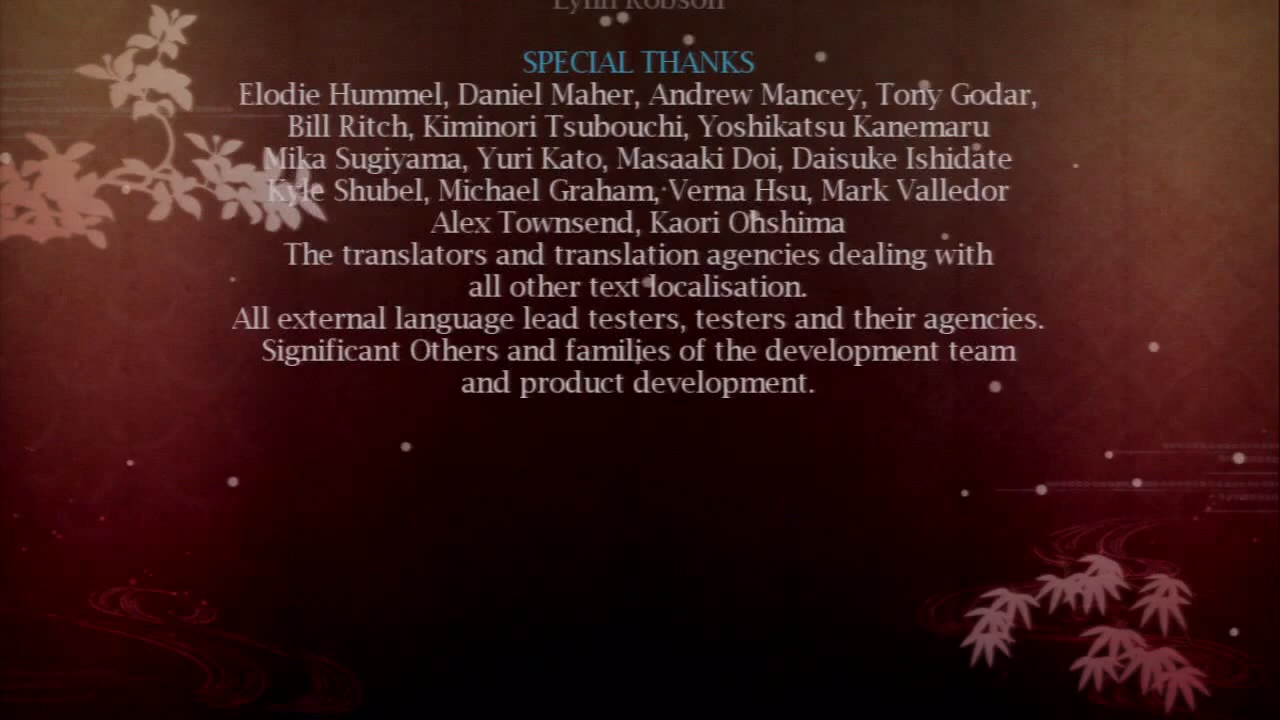 Lynn Robson
SPECIAL THANKS
Elodie Hummel, Daniel Maher, Andrew Mancey, Tony Godar,
Bill Ritch, Kiminori Tsubouchi, Yoshikatsu Kanemaru
Mika Sugiyama, Yuri Kato, Masaaki Doi, Daisuke Ishidate
Kyle Shubel, Michael Graham, Verna Hsu, Mark Valledor
Alex Townsend, Kaori Ohshima
The translators and translation agencies dealing with
all other text localisation.
All external language lead testers, testers and their agencies.
Significant Others and families of the development team
and product development.